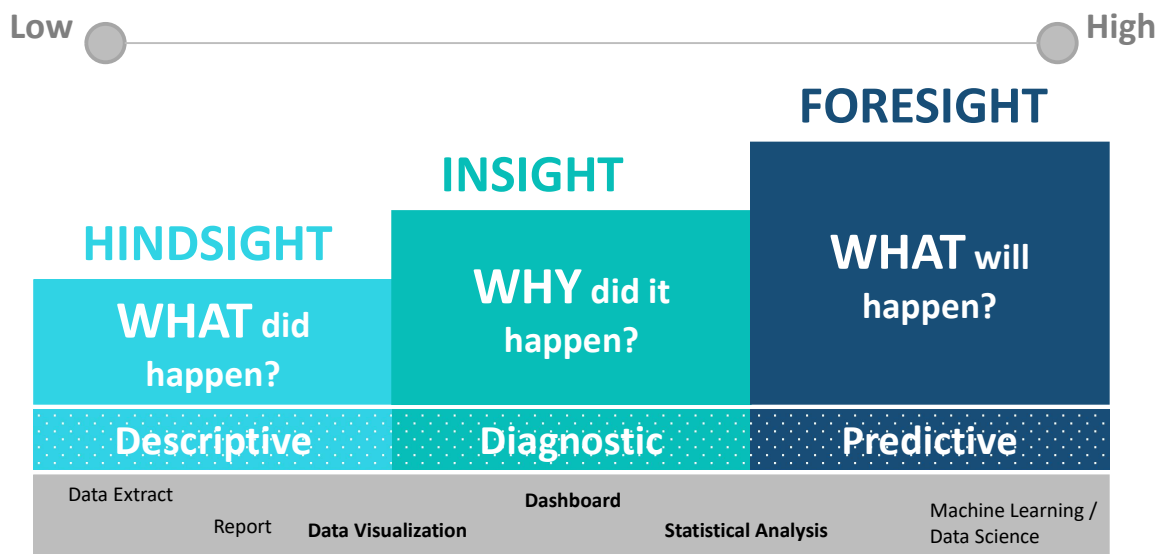 Low
High
FORESIGHT
INSIGHT
HINDSIGHT
WHAT did
happen?
WHY did it
happen?
WHAT will
happen?
Descriptive
Diagnostic
Predictive
Data Extract
Report
Data Visualization
Dashboard
Statistical Analysis
Machine Learning /
Data Science